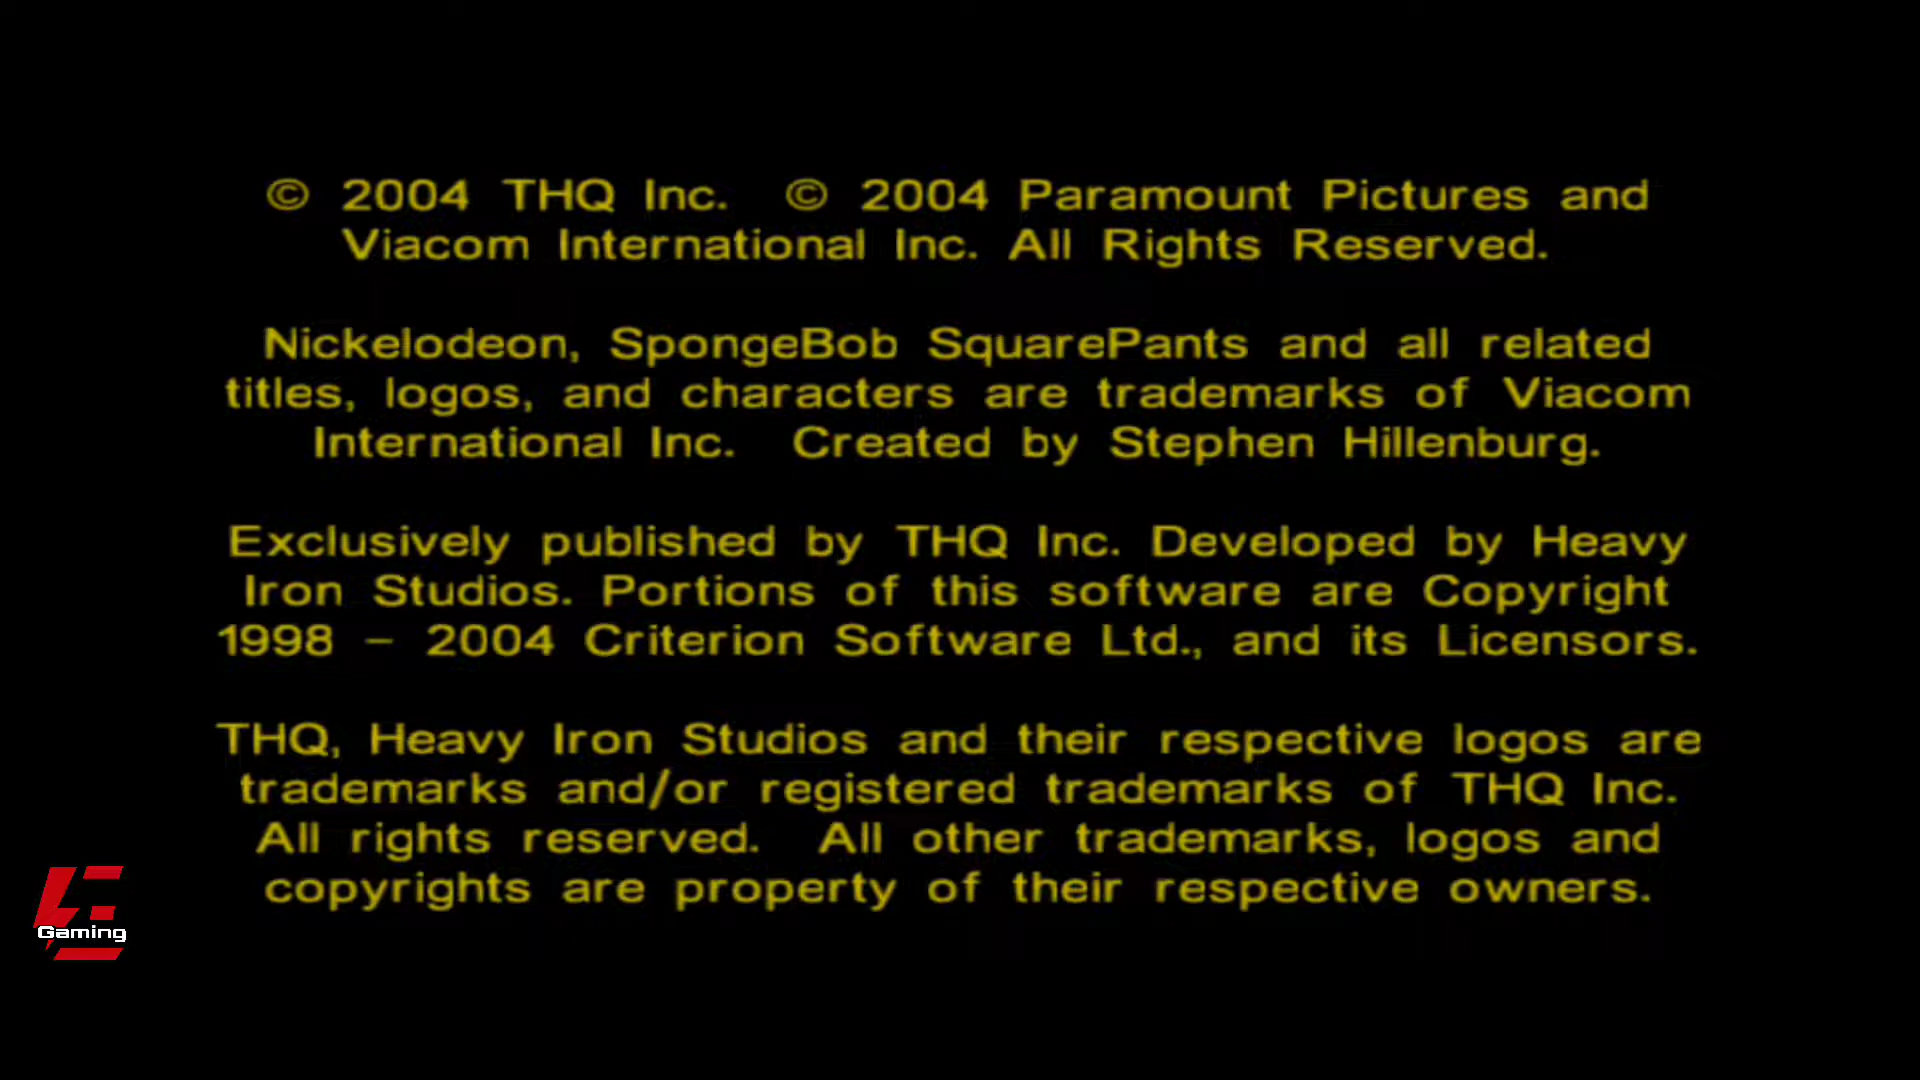 © 2004 THQ Inc. © 2004 Paramount Pictures and
Viacom International Inc. All Rights Reserved.
Nickelodeon, SpongeBob SquarePants and all related
titles, logos, and characters are trademarks of Viacom
International Inc. Created by Stephen Hillenburg.
Exclusively published by THQ Inc. Developed by Heavy
Iron Studios. Portions of this software are Copyright
1998 - 2004 Criterion Software Ltd., and its Licensors.
THQ, Heavy Iron Studios and their respective logos are
trademarks and/or registered trademarks of THQ Inc.
All rights reserved. All other trademarks, logos and
copyrights are property of their respective owners.
Gaming